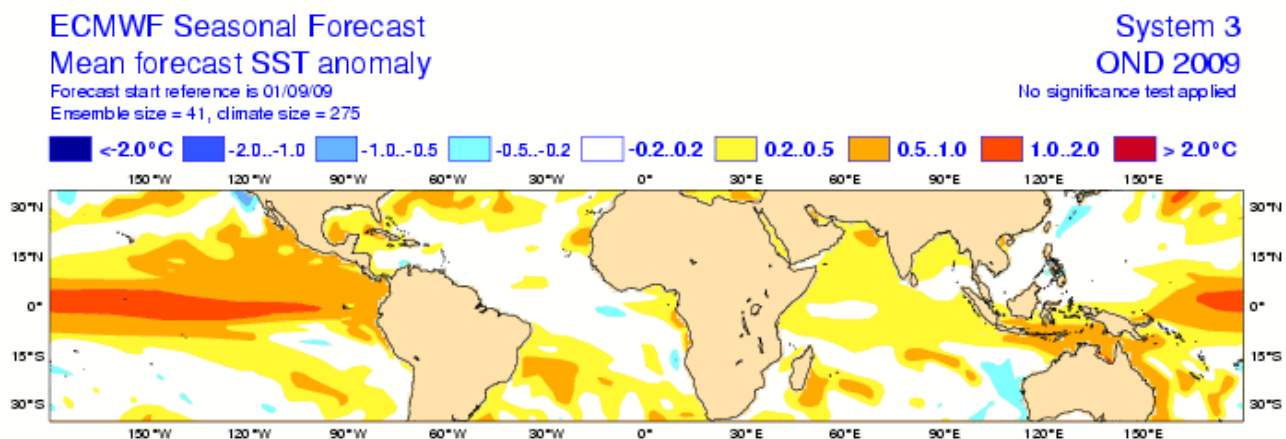 ECMWF Seasonal Forecast System 3
Mean forecast SST anomaly OND 2009
Forecast start reference is 01/09/09 No significance test applied
Ensemble size = 41, climate size = 275
<-2.0°C -2.0..-1.0 -1.0..-0.5 -0.5..-0.2 -0.2..0.2 0.2..0.5 0.5..1.0 1.0..2.0 > 2.0°C
150°W 120°W 90°W 60°W 30°W 0° 30°E 60°E 90°E 120°E 150°E
30°N 30°N
15°N 15°N
0° 0°
15°S 15°S
30°S 30°S
150°W 120°W 90°W 60°W 30°W 0° 30°E 60°E 90°E 120°E 150°E